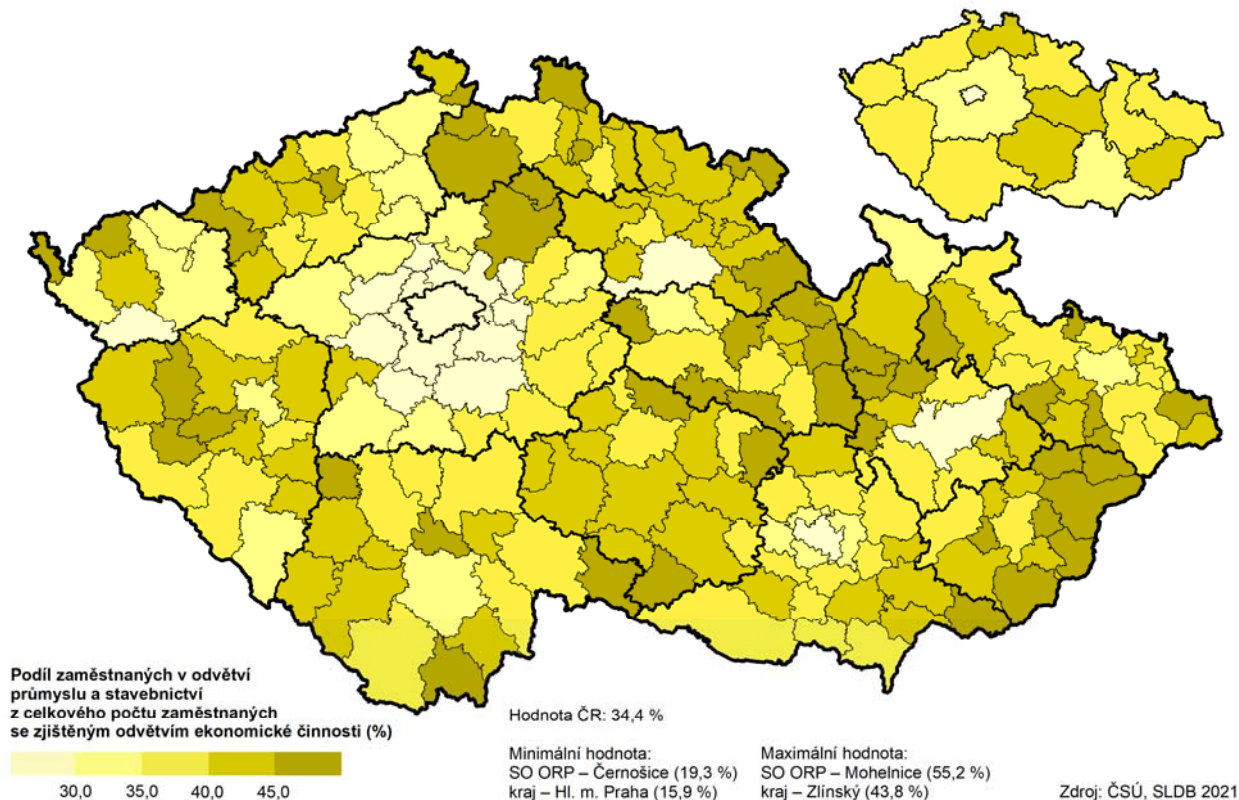 Podíl zaměstnaných v odvětví
průmyslu a stavebnictví
z celkového počtu zaměstnaných
se zjištěným odvětvím ekonomické činnosti (%)
30,0 35,0 40,0 45,0
Hodnota ČR: 34,4 %
Minimální hodnota:
SO ORP – Černošice (19,3 %)
kraj – Hl. m. Praha (15,9 %)
Maximální hodnota:
SO ORP – Mohelnice (55,2 %)
kraj – Zlínský (43,8 %)
Zdroj: ČSÚ, SLDB 2021